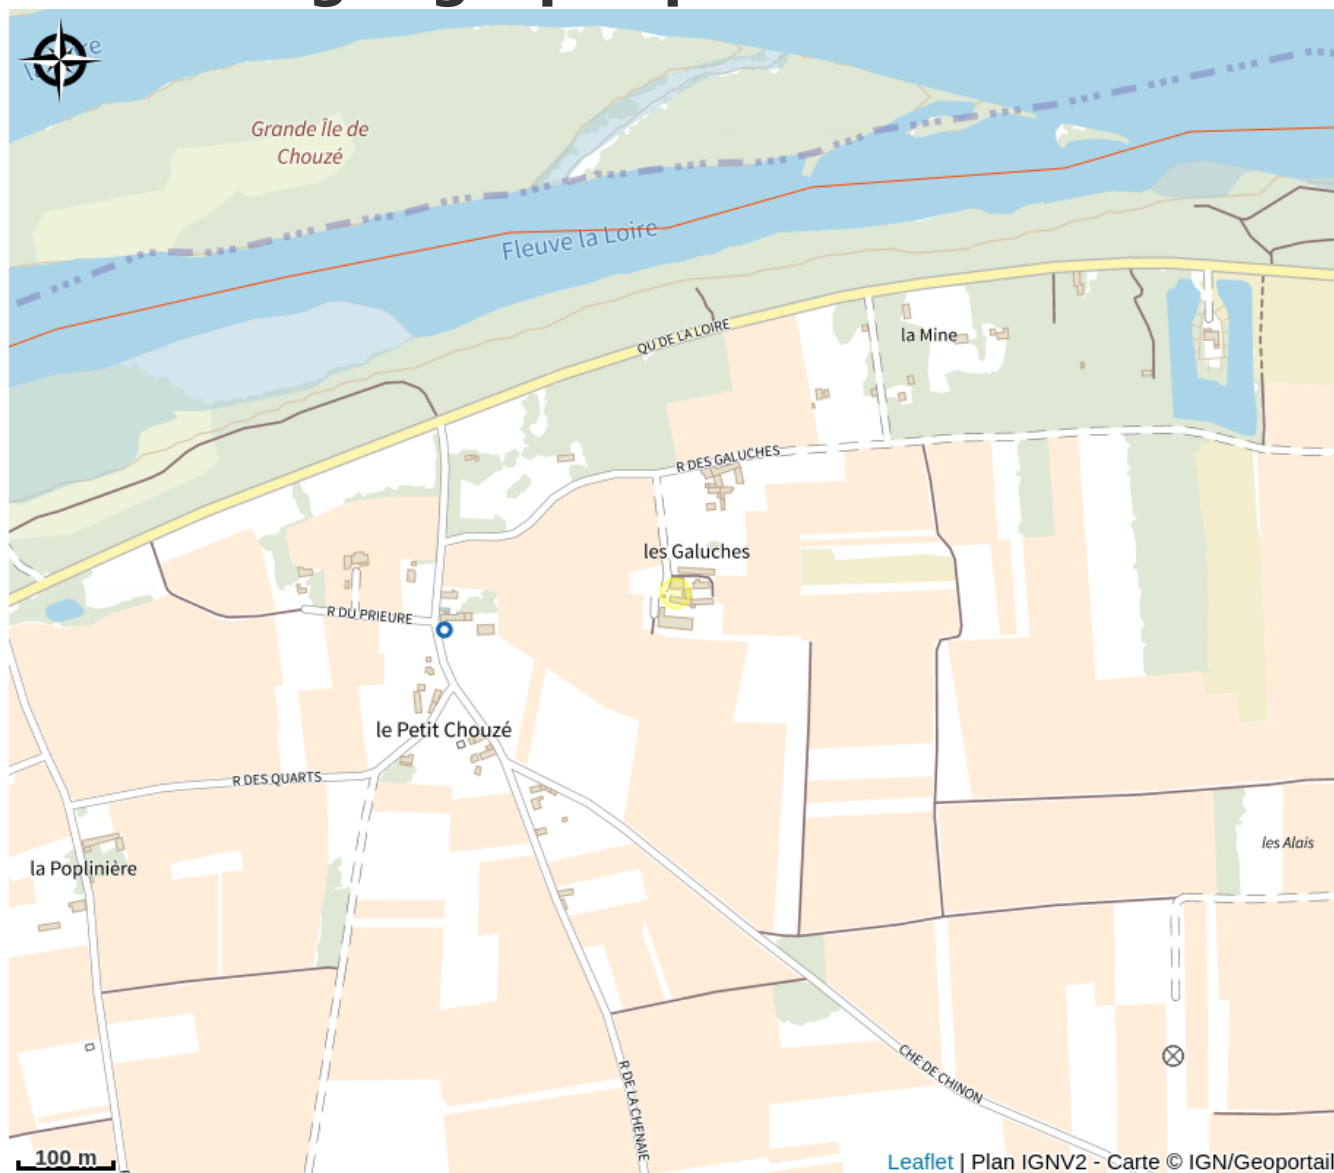 Grande Île de
Chouzé
Fleuve la Loire
QU DE LA LOIRE
la Mine
R DES GALUCHES
les Galuches
R DU PRIEURE
le Petit Chouzé
R DES QUARTS
la Poplinière
les Alais
CHE DE CHINON
R DE LA CHENAIE
100 m
Leaflet | Plan IGNV2 - Carte © IGN/Geoportail